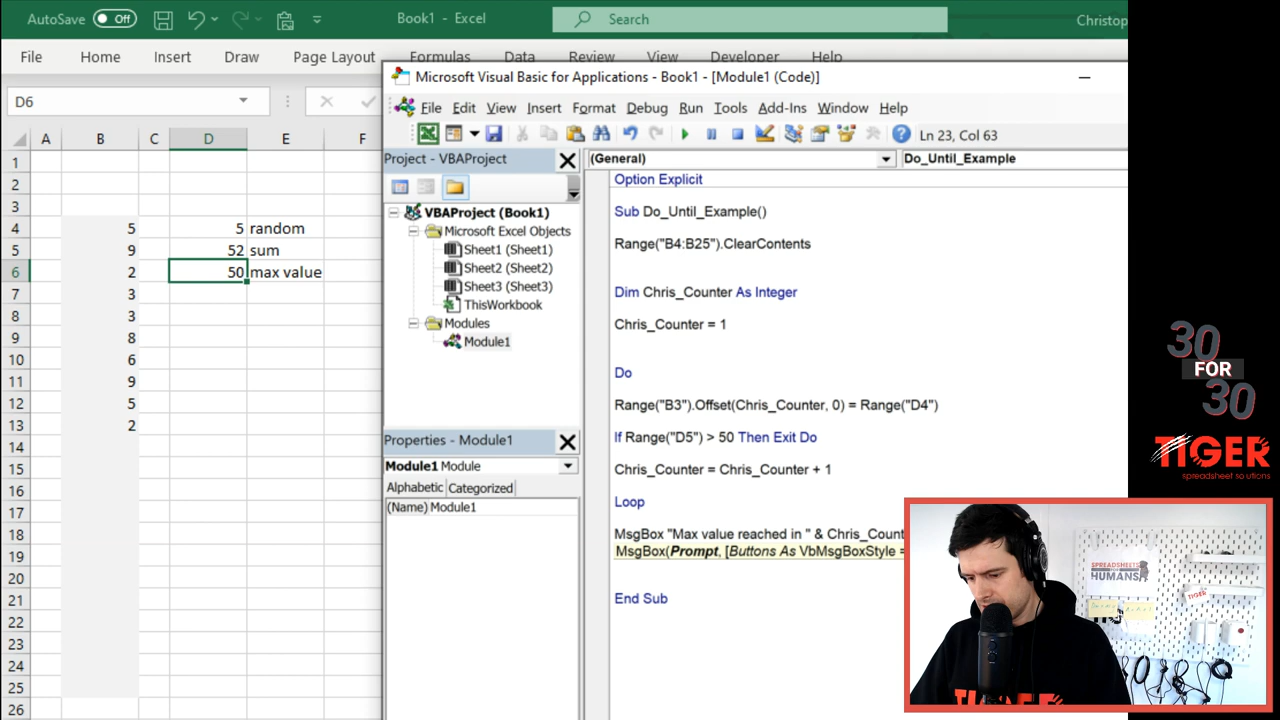 AutoSave Off Book1 - Excel Search Christop
File Home Insert Draw Page Layout Formulas Data Review View Developer Help
D6
A B C D E F
1
2
3
4 5 5 random
5 9 52 sum
6 2 50 max value
7 3
8 3
9 8
10 6
11 9
12 5
13 2
14
15
16
17
18
19
20
21
22
23
24
25
26
Microsoft Visual Basic for Applications - Book1 - [Module1 (Code)]
File Edit View Insert Format Debug Run Tools Add-Ins Window Help
Ln 23, Col 63
Project - VBAProject
VBAProject (Book1)
Microsoft Excel Objects
Sheet1 (Sheet1)
Sheet2 (Sheet2)
Sheet3 (Sheet3)
ThisWorkbook
Modules
Module1
Properties - Module1
Module1 Module
Alphabetic Categorized
(Name) Module1
(General) Do_Until_Example
Option Explicit
Sub Do_Until_Example()
Range("B4:B25").ClearContents
Dim Chris_Counter As Integer
Chris_Counter = 1
Do
Range("B3").Offset(Chris_Counter, 0) = Range("D4")
If Range("D5") > 50 Then Exit Do
Chris_Counter = Chris_Counter + 1
Loop
MsgBox "Max value reached in " & Chris_Count
MsgBox(Prompt, [Buttons As VbMsgBoxStyle =
End Sub
30
FOR
30
TIGER
spreadsheet solutions
SPREADSHEETS
HUMANS
TIGER
TIGER